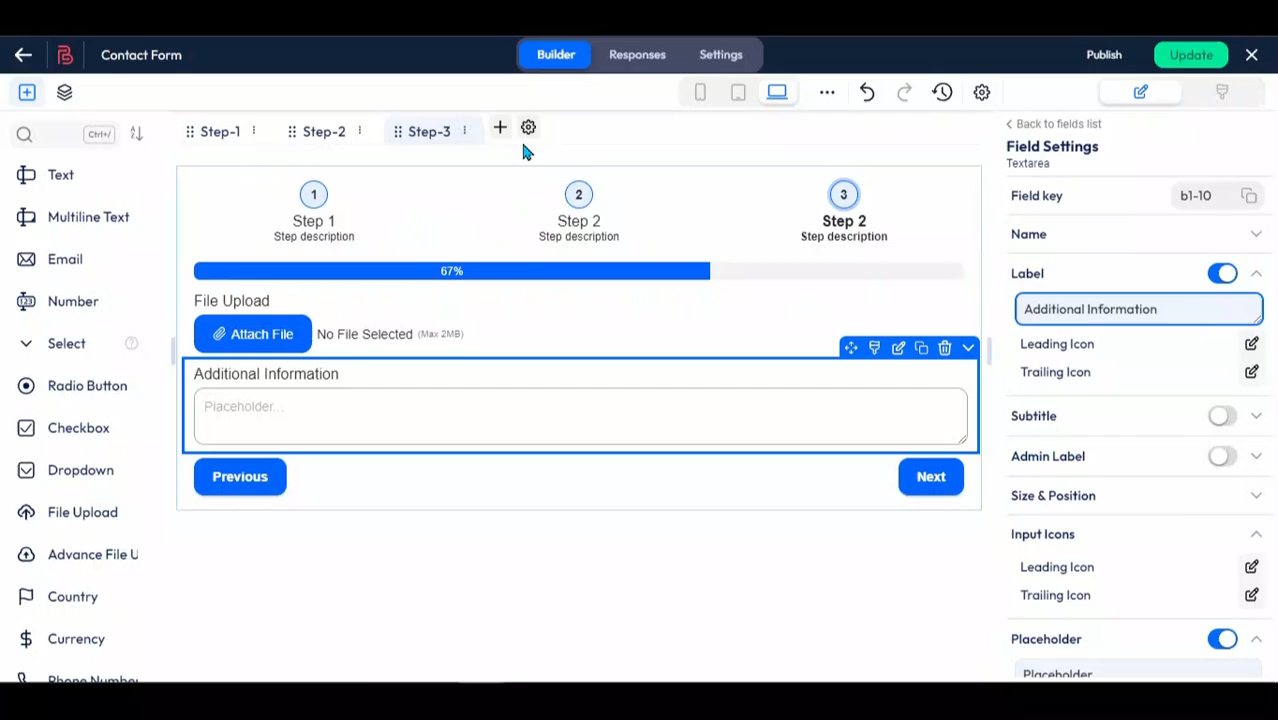 Contact Form
Builder
Responses
Settings
Publish
Update
Ctrl+/
Step-1
Step-2
Step-3
Text
Multiline Text
Email
Number
Select
Radio Button
Checkbox
Dropdown
File Upload
Advance File U
Country
Currency
Phone Number
1
Step 1
Step description
2
Step 2
Step description
3
Step 2
Step description
67%
File Upload
Attach File No File Selected (Max 2MB)
Additional Information
Placeholder...
Previous
Next
Back to fields list
Field Settings
Textarea
Field key b1-10
Name
Label
Additional Information
Leading Icon
Trailing Icon
Subtitle
Admin Label
Size & Position
Input Icons
Leading Icon
Trailing Icon
Placeholder
Placeholder